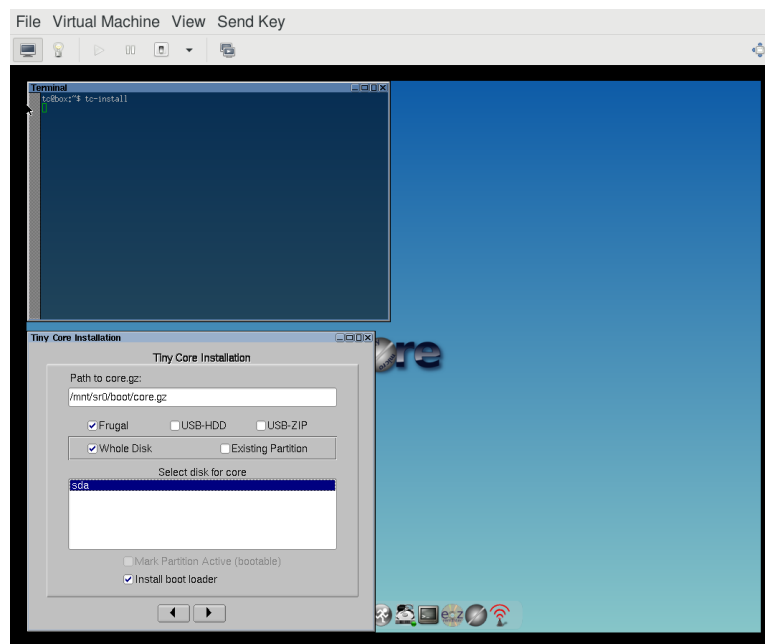 File Virtual Machine View Send Key
Terminal
tc@box:~$ tc-install
Tiny Core Installation
Tiny Core Installation
Path to core.gz:
/mnt/sr0/boot/core.gz
Frugal USB-HDD USB-ZIP
Whole Disk Existing Partition
Select disk for core
sda
Mark Partition Active (bootable)
Install boot loader